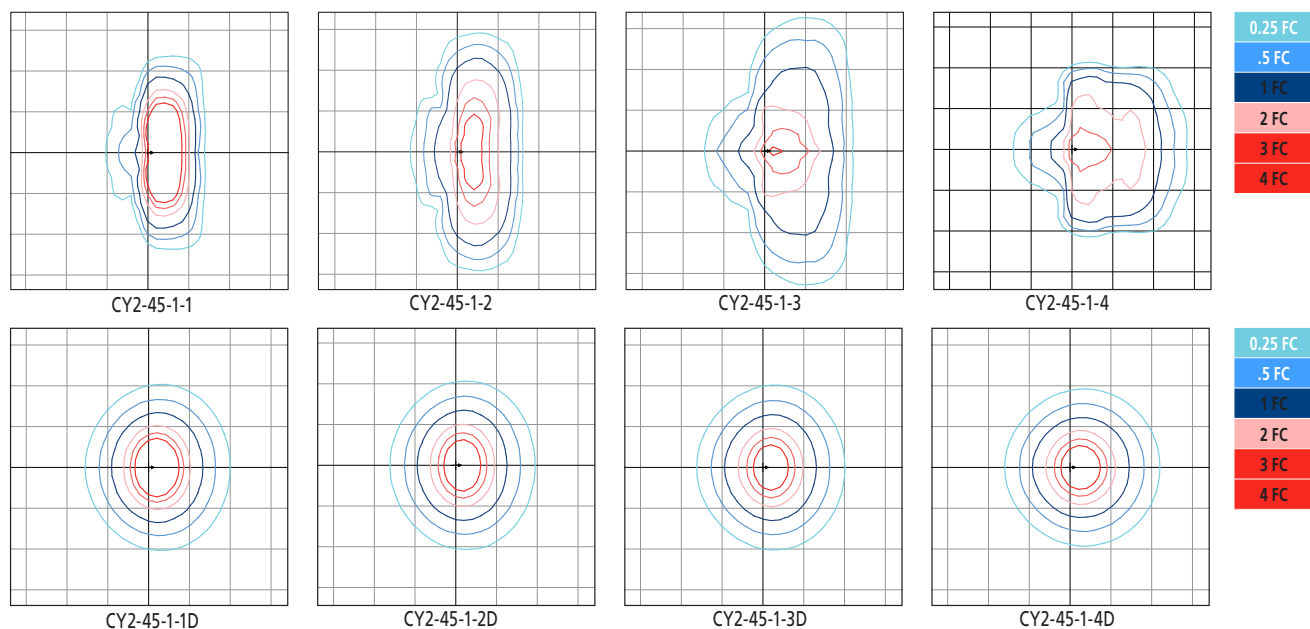 0.25 FC
.5 FC
1 FC
2 FC
3 FC
4 FC
CY2-45-1-1
CY2-45-1-2
CY2-45-1-3
CY2-45-1-4
0.25 FC
.5 FC
1 FC
2 FC
3 FC
4 FC
CY2-45-1-1D
CY2-45-1-2D
CY2-45-1-3D
CY2-45-1-4D